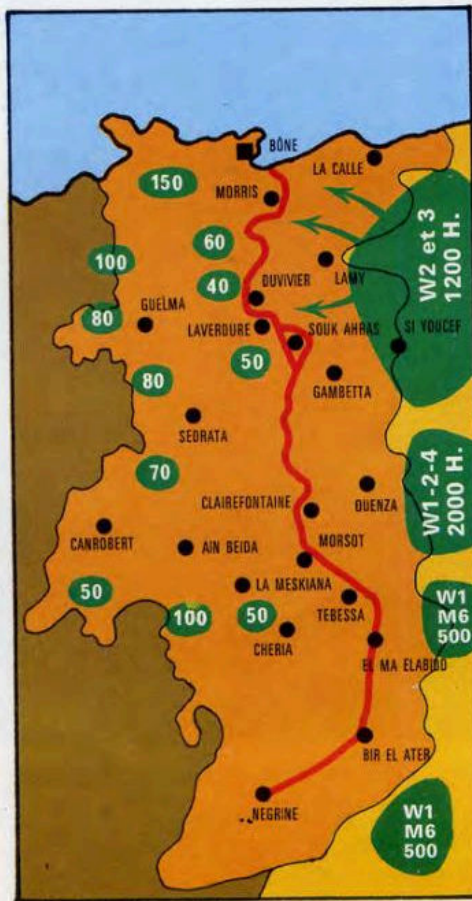 BÔNE
LA CALLE
150
MORRIS
60
W2 et 3
1200 H.
100
LAMY
40
DUVIVIER
80
GUELMA
LAVERDURE
SOUK AHRAS
SI YOUCEF
50
80
GAMBETTA
SEDRATA
70
OUENZA
W1-2-4
2000 H.
CLAIREFONTAINE
CANROBERT
AIN BEIDA
MORSOT
50
LA MESKIANA
100
50
TEBESSA
W1
M6
500
CHERIA
EL MA ELABIDO
BIR EL ATER
NEGRINE
W1
M6
500